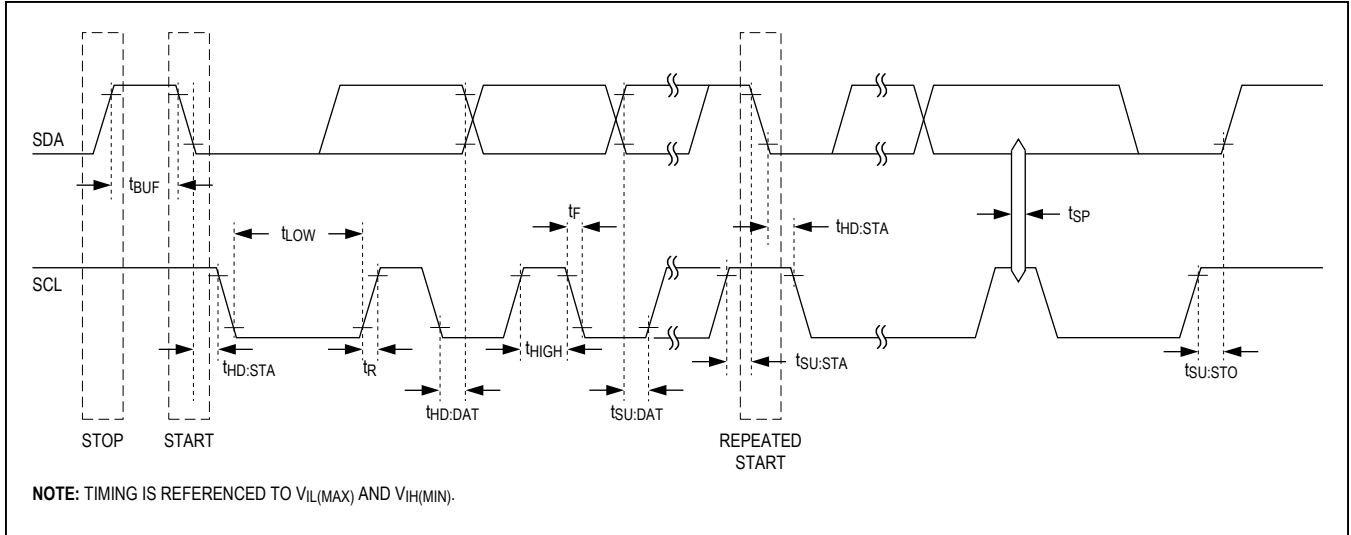 SDA
tBUF
tLOW
tF
tHD:STA
tSP
SCL
tHD:STA
tR
tHD:DAT
tHIGH
tSU:DAT
tSU:STA
tSU:STO
STOP
START
REPEATED
START
NOTE: TIMING IS REFERENCED TO VIL(MAX) AND VIH(MIN).